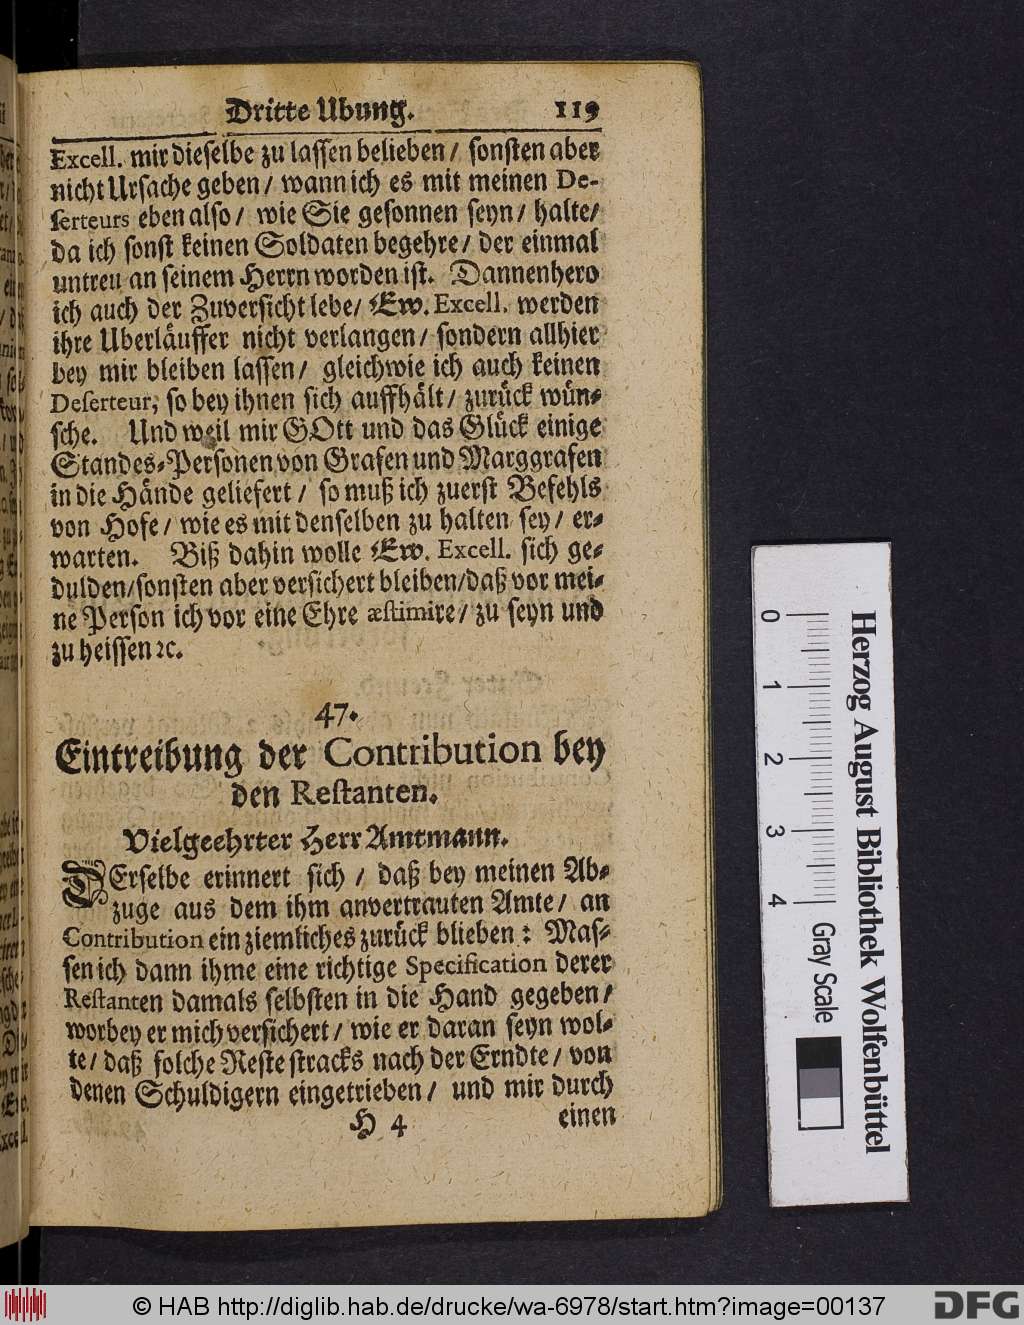 Dritte Ubung. 119
Excell. mir dieselbe zu lassen belieben / sonsten aber
nicht Ursache geben / wann ich es mit meinen De-
serteurs eben also / wie Sie gesonnen seyn / halte /
da ich sonst keinen Soldaten begehre / der einmal
untreu an seinem Herrn worden ist. Dannenhero
ich auch der Zuversicht lebe / Ew. Excell. werden
ihre Uberläuffer nicht verlangen / sondern allhier
bey mir bleiben lassen / gleichwie ich auch keinen
Deserteur, so bey ihnen sich auffhält / zurück wün-
sche. Und weil mir GOtt und das Glück einige
Standes-Personen von Grafen und Marggrafen
in die Hände geliefert / so muß ich zuerst Befehls
von Hofe / wie es mit denselben zu halten sey / er-
warten. Biß dahin wolle Ew. Excell. sich ge-
dulden / sonsten aber versichert bleiben / daß vor mei-
ne Person ich vor eine Ehre æstimire / zu seyn und
zu heissen ꝛc.
47.
Eintreibung der Contribution bey
den Restanten.
Vielgeehrter Herr Amtmann.
DErselbe erinnert sich / daß bey meinen Ab-
zuge aus dem ihm anvertrauten Amte / an
Contribution ein ziemliches zurück blieben : Mas-
sen ich dann ihme eine richtige Specification derer
Restanten damals selbsten in die Hand gegeben /
worbey er mich versichert / wie er daran seyn wol-
te / daß solche Reste stracks nach der Erndte / von
denen Schuldigern eingetrieben / und mir durch
H 4 einen
0 1 2 3 4
Gray Scale
Herzog August Bibliothek Wolfenbüttel
© HAB http://diglib.hab.de/drucke/wa-6978/start.htm?image=00137
DFG